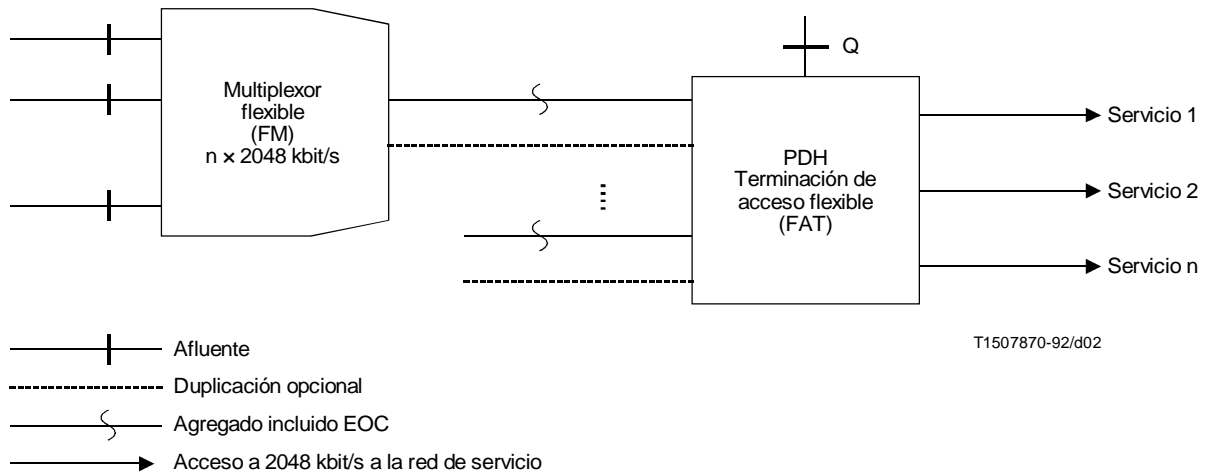 Q
Multiplexor
flexible
(FM)
n × 2048 kbit/s
PDH
Terminación de
acceso flexible
(FAT)
Servicio 1
Servicio 2
Servicio n
T1507870-92/d02
Afluente
Duplicación opcional
Agregado incluido EOC
Acceso a 2048 kbit/s a la red de servicio